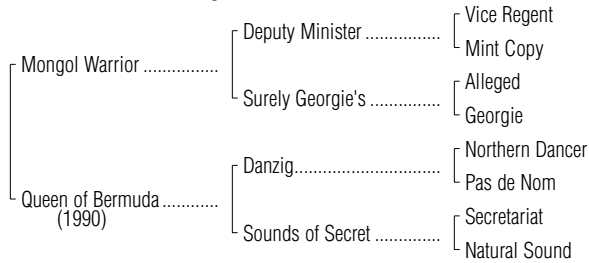 Vice Regent
Deputy Minister ................
Mint Copy
Mongol Warrior ................
Alleged
Surely Georgie's ...............
Georgie
Northern Dancer
Danzig..............................
Pas de Nom
Queen of Bermuda ............
(1990)
Secretariat
Sounds of Secret ..............
Natural Sound